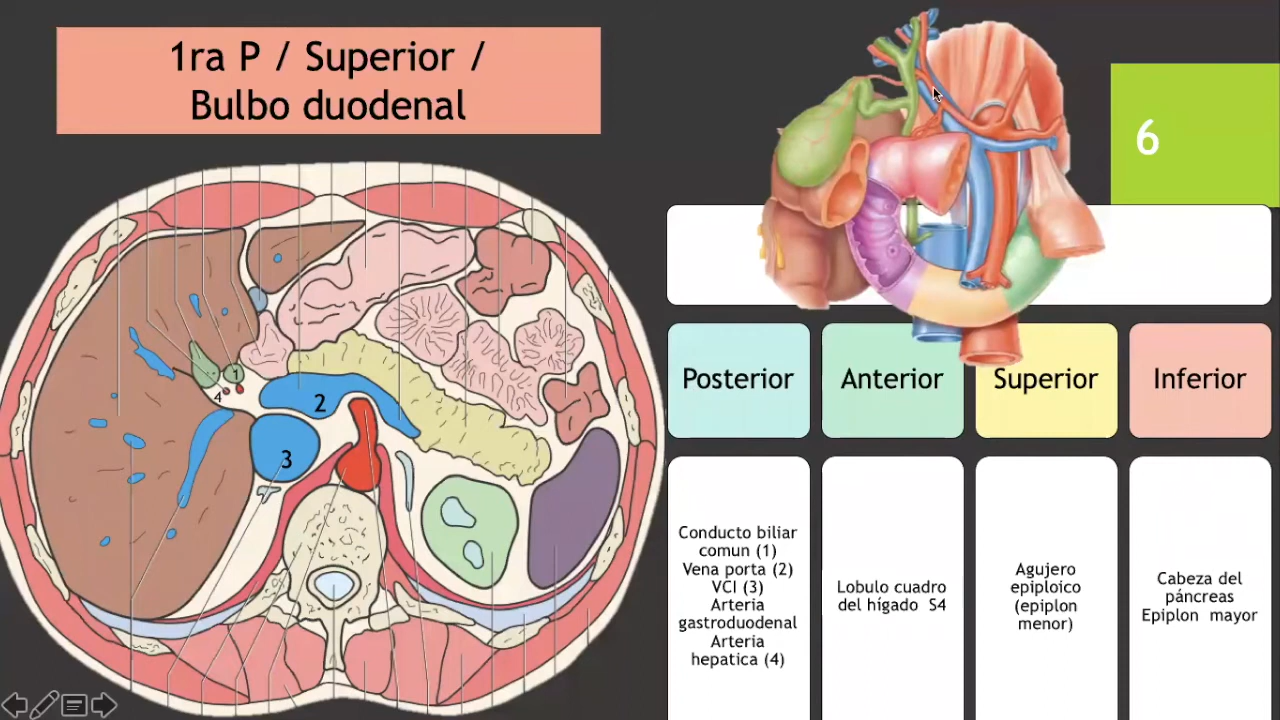 1ra P / Superior /
Bulbo duodenal
6
1
4
2
3
Posterior
Anterior
Superior
Inferior
Conducto biliar
comun (1)
Vena porta (2)
VCI (3)
Arteria
gastroduodenal
Arteria
hepatica (4)
Lobulo cuadro
del hígado S4
Agujero
epiploico
(epiplon
menor)
Cabeza del
páncreas
Epiplon mayor